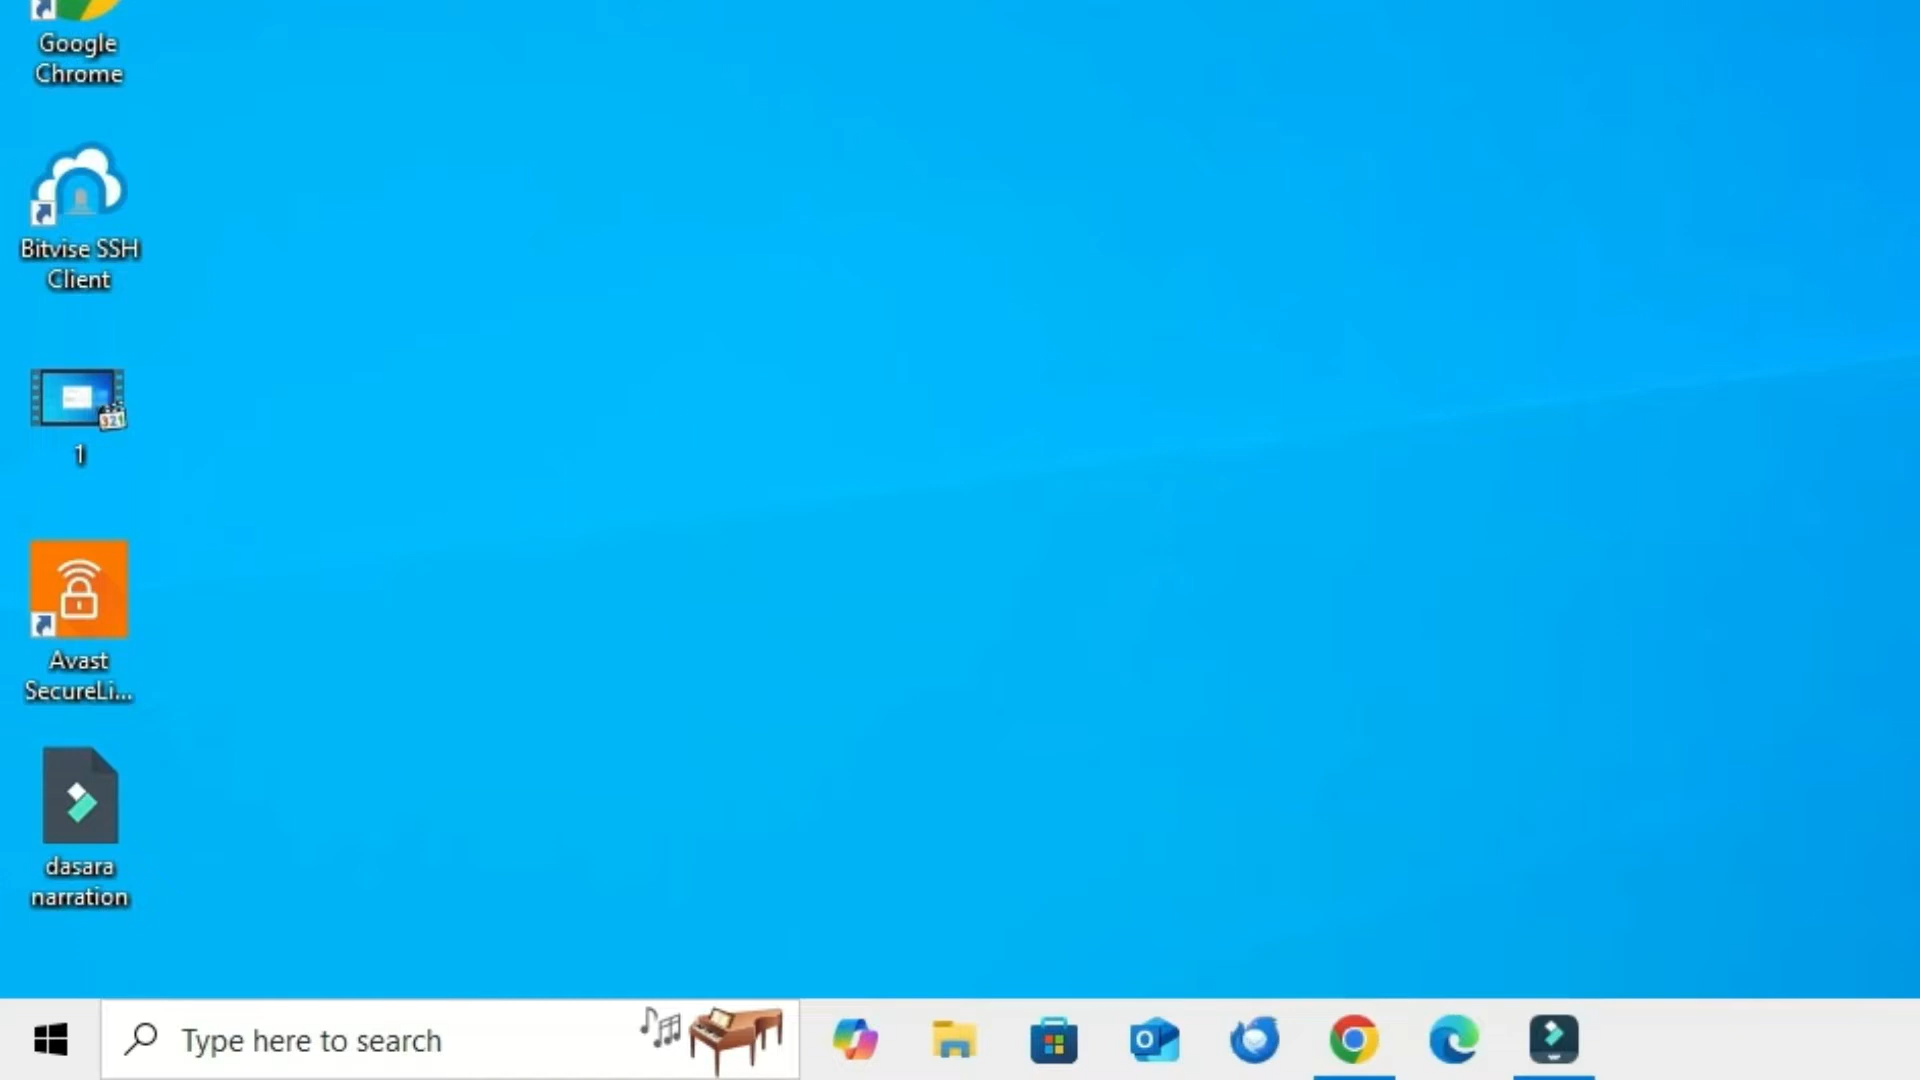 Google
Chrome
Bitvise SSH
Client
1
Avast
SecureLi...
dasara
narration
Type here to search